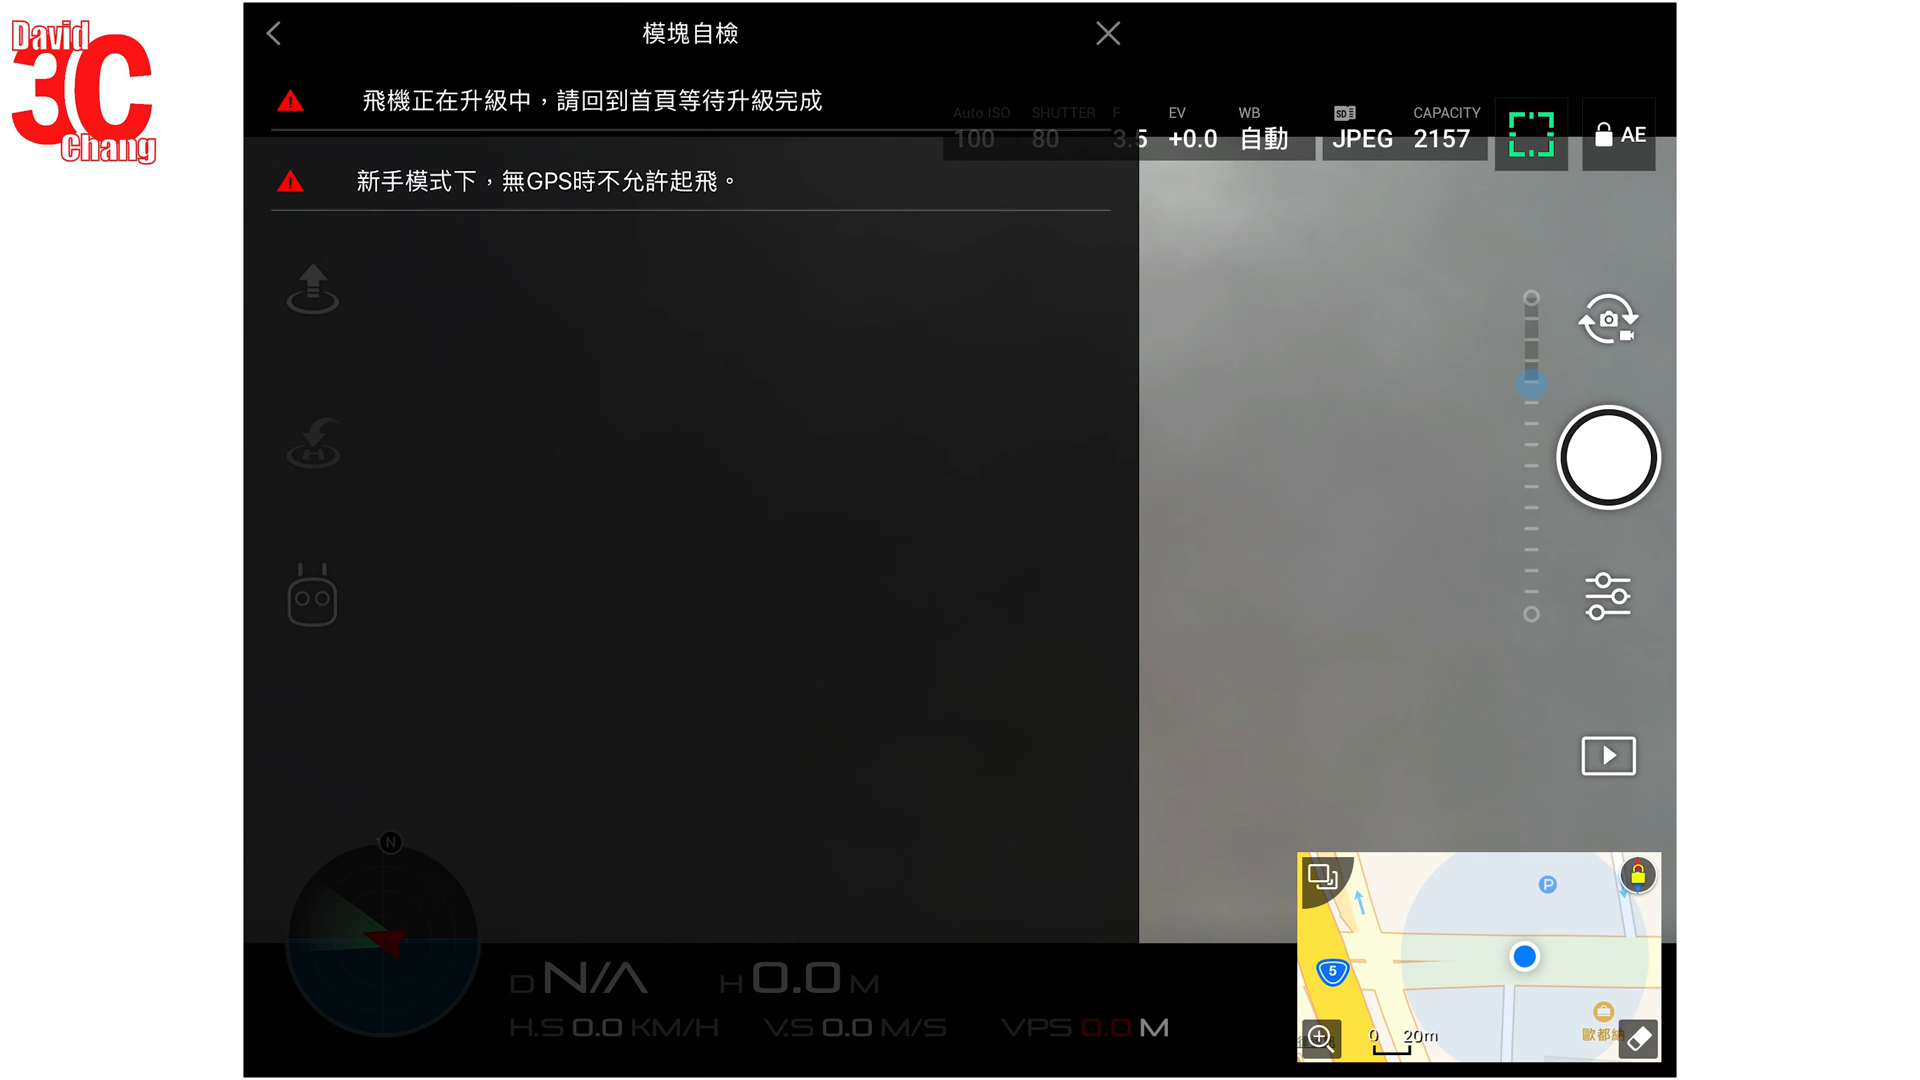 David
3C
Chang
模塊自檢
飛機正在升級中，請回到首頁等待升級完成
新手模式下，無GPS時不允許起飛。
Auto ISO SHUTTER F EV WB SD CAPACITY
100 80 3.5 +0.0 自動 JPEG 2157
AE
N
D N/A H 0.0 M
H.S 0.0 KM/H V.S 0.0 M/S VPS 0.0 M
P
5
0 20m
歐都納